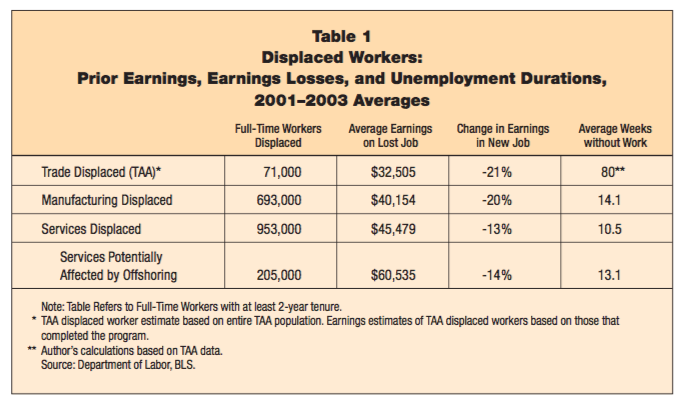 Table 1
Displaced Workers:
Prior Earnings, Earnings Losses, and Unemployment Durations,
2001–2003 Averages
Full-Time Workers Displaced Average Earnings on Lost Job Change in Earnings in New Job Average Weeks without Work
Trade Displaced (TAA)* 71,000 $32,505 -21% 80**
Manufacturing Displaced 693,000 $40,154 -20% 14.1
Services Displaced 953,000 $45,479 -13% 10.5
Services Potentially
Affected by Offshoring 205,000 $60,535 -14% 13.1
Note: Table Refers to Full-Time Workers with at least 2-year tenure.
* TAA displaced worker estimate based on entire TAA population. Earnings estimates of TAA displaced workers based on those that
completed the program.
** Author's calculations based on TAA data.
Source: Department of Labor, BLS.